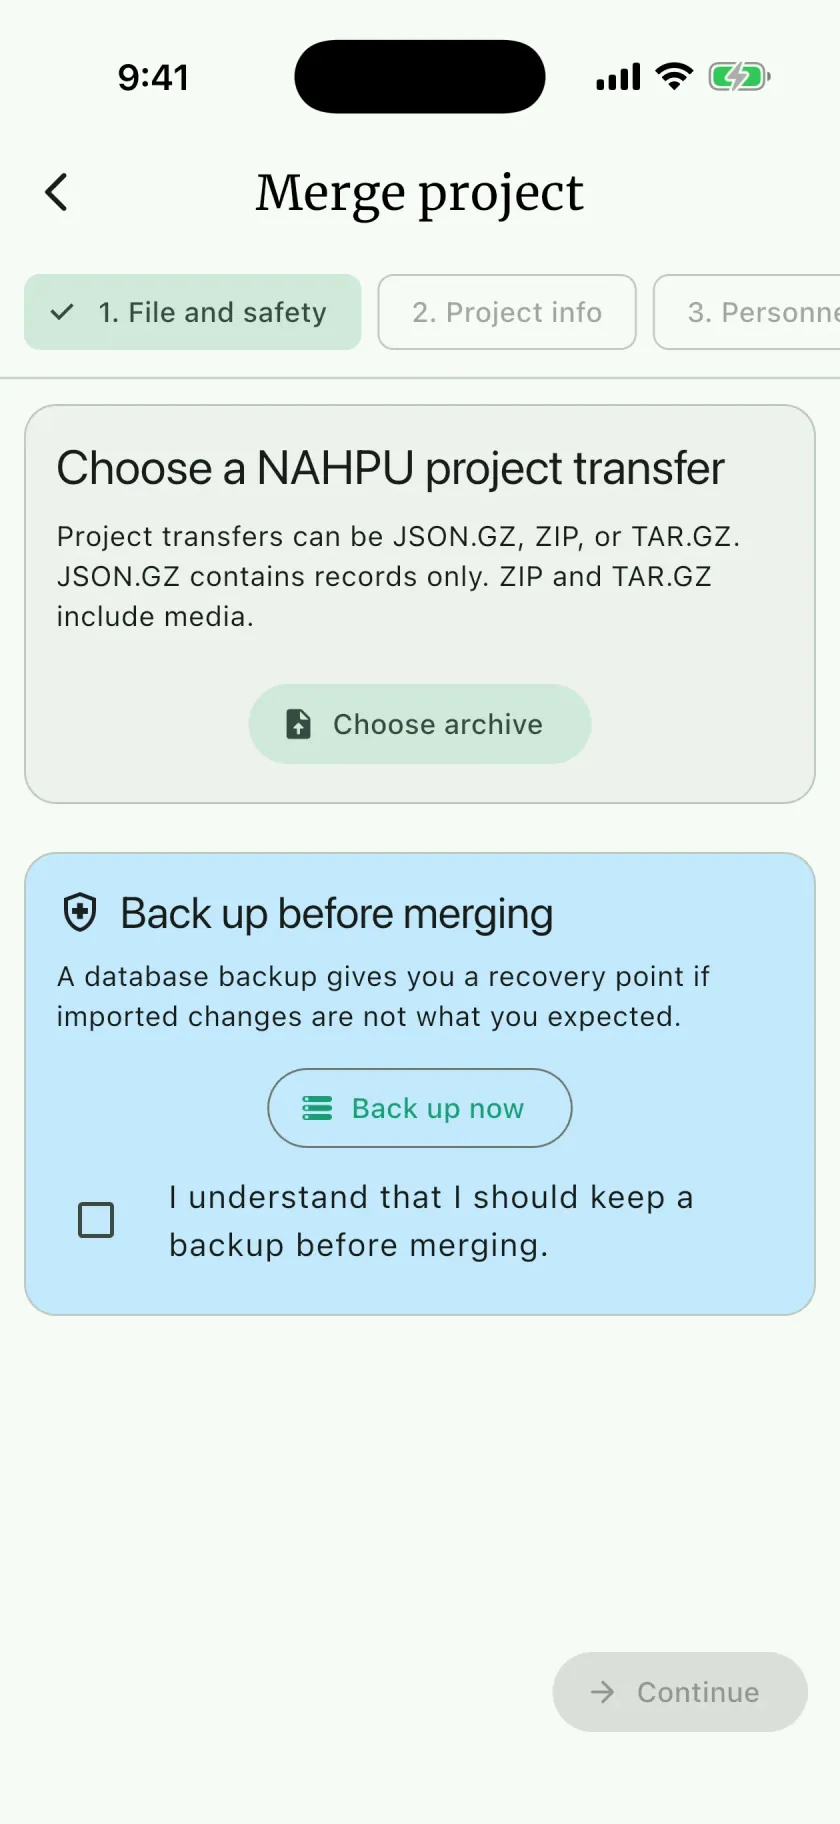 9:41
Merge project
1. File and safety
2. Project info
3. Personne
Choose a NAHPU project transfer
Project transfers can be JSON.GZ, ZIP, or TAR.GZ.
JSON.GZ contains records only. ZIP and TAR.GZ
include media.
Choose archive
Back up before merging
A database backup gives you a recovery point if
imported changes are not what you expected.
Back up now
I understand that I should keep a
backup before merging.
Continue